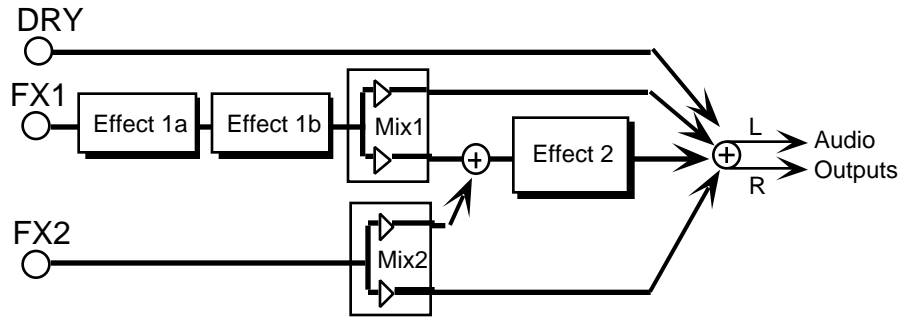 DRY
FX1
Effect 1a
Effect 1b
Mix1
Effect 2
L
R
Audio
Outputs
FX2
Mix2